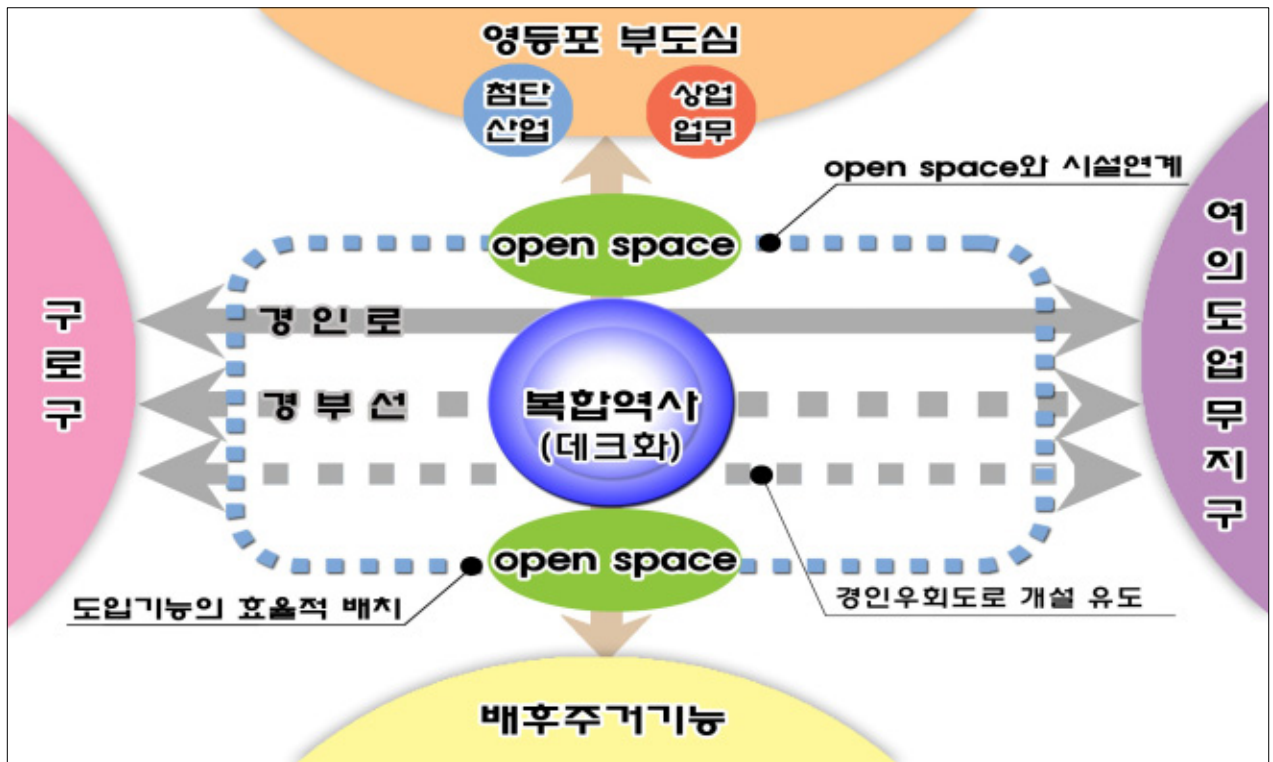 영등포 부도심
첨단
산업
상업
업무
open space와 시설연계
open space
구로구
경인로
경부선
복합역사
(데크화)
여의도업무지구
open space
도입기능의 효율적 배치
경인우회도로 개설 유도
배후주거기능